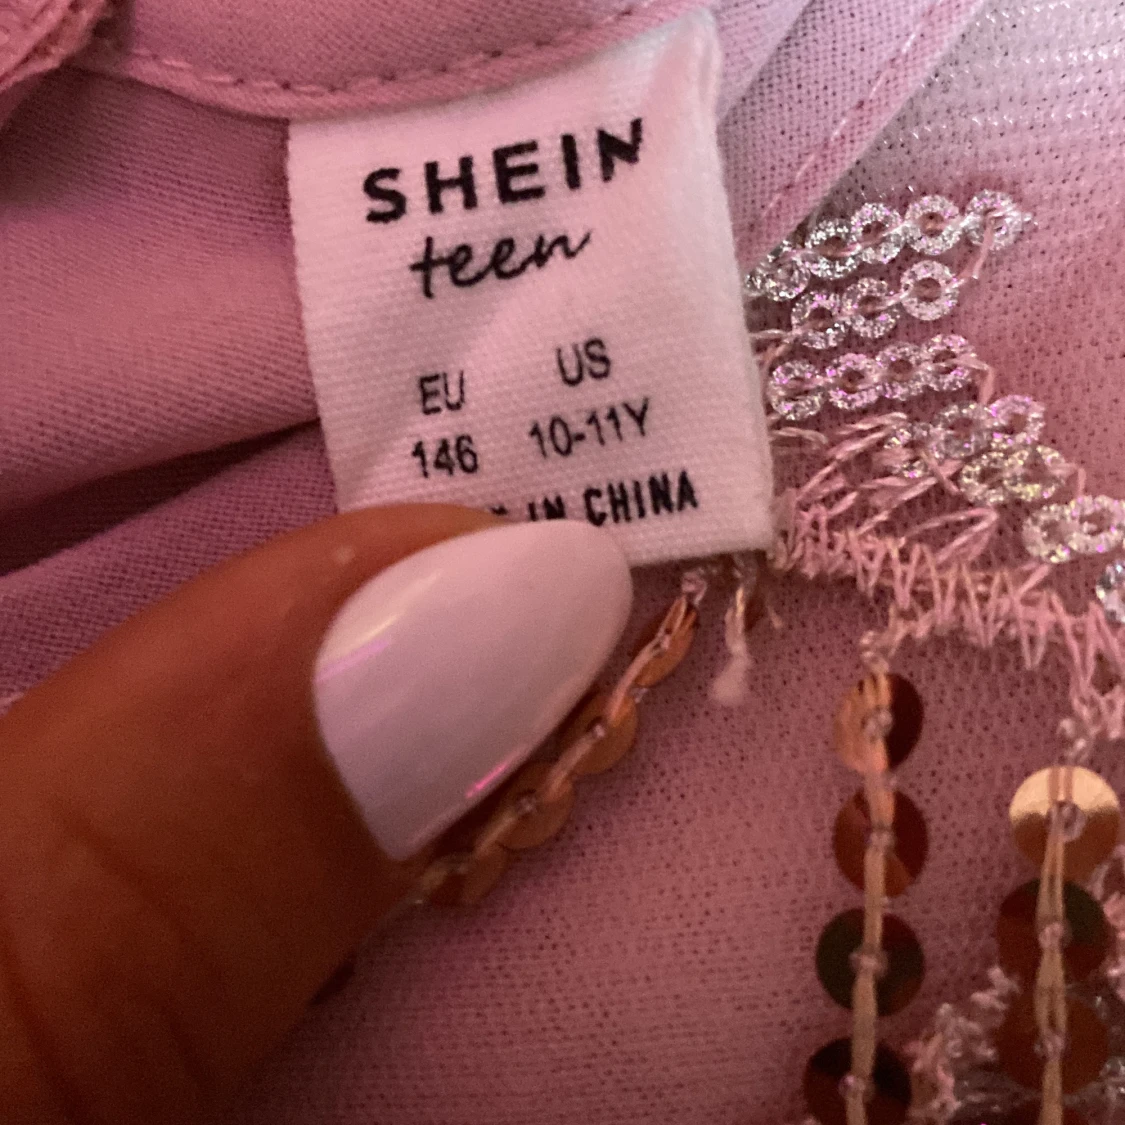 SHEIN
teen
EU US
146 10-11Y
IN CHINA